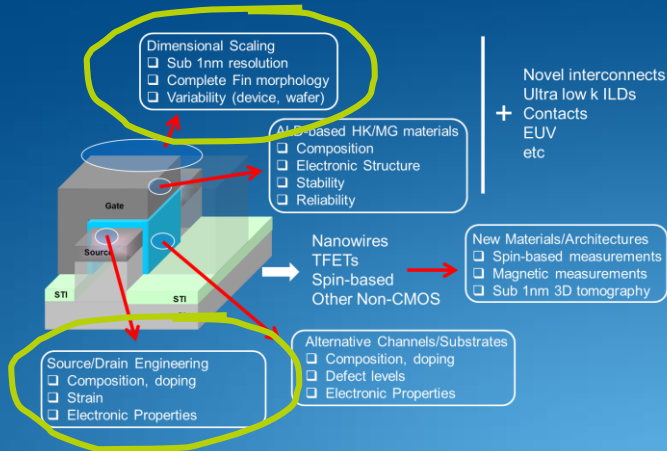 Dimensional Scaling
❑ Sub 1nm resolution
❑ Complete Fin morphology
❑ Variability (device, wafer)
ALD-based HK/MG materials
❑ Composition
❑ Electronic Structure
❑ Stability
❑ Reliability
+
Novel interconnects
Ultra low k ILDs
Contacts
EUV
etc
Gate
Source
STI
STI
Nanowires
TFETs
Spin-based
Other Non-CMOS
New Materials/Architectures
❑ Spin-based measurements
❑ Magnetic measurements
❑ Sub 1nm 3D tomography
Source/Drain Engineering
❑ Composition, doping
❑ Strain
❑ Electronic Properties
Alternative Channels/Substrates
❑ Composition, doping
❑ Defect levels
❑ Electronic Properties